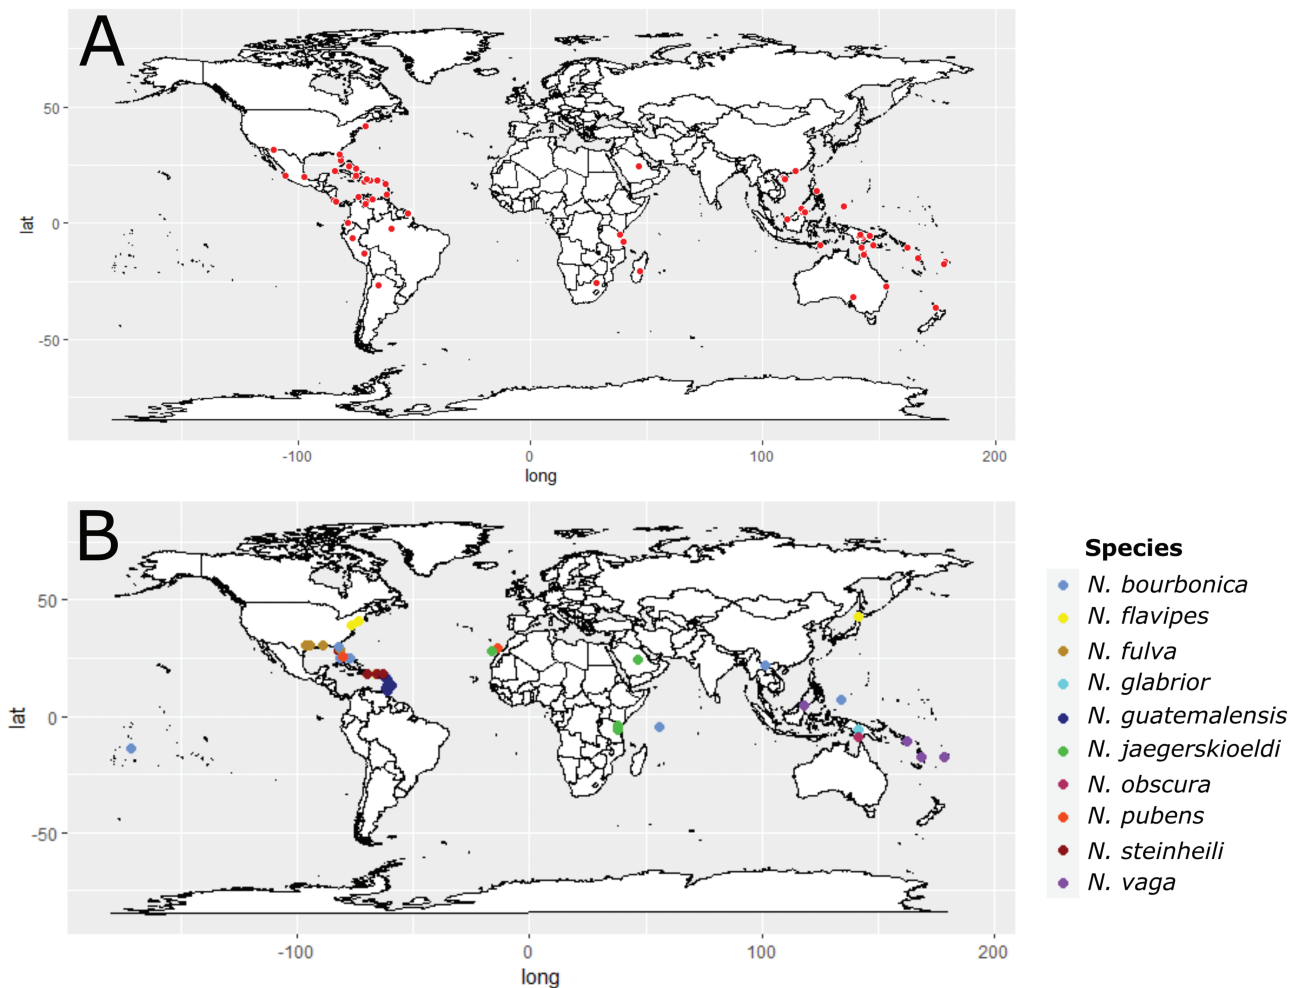 A
50
0
-50
lat
-100
0
100
200
long
B
50
0
-50
lat
-100
0
100
200
long
Species
N. bourbonica
N. flavipes
N. fulva
N. glabrior
N. guatemalensis
N. jaegerskioeldi
N. obscura
N. pubens
N. steinheili
N. vaga